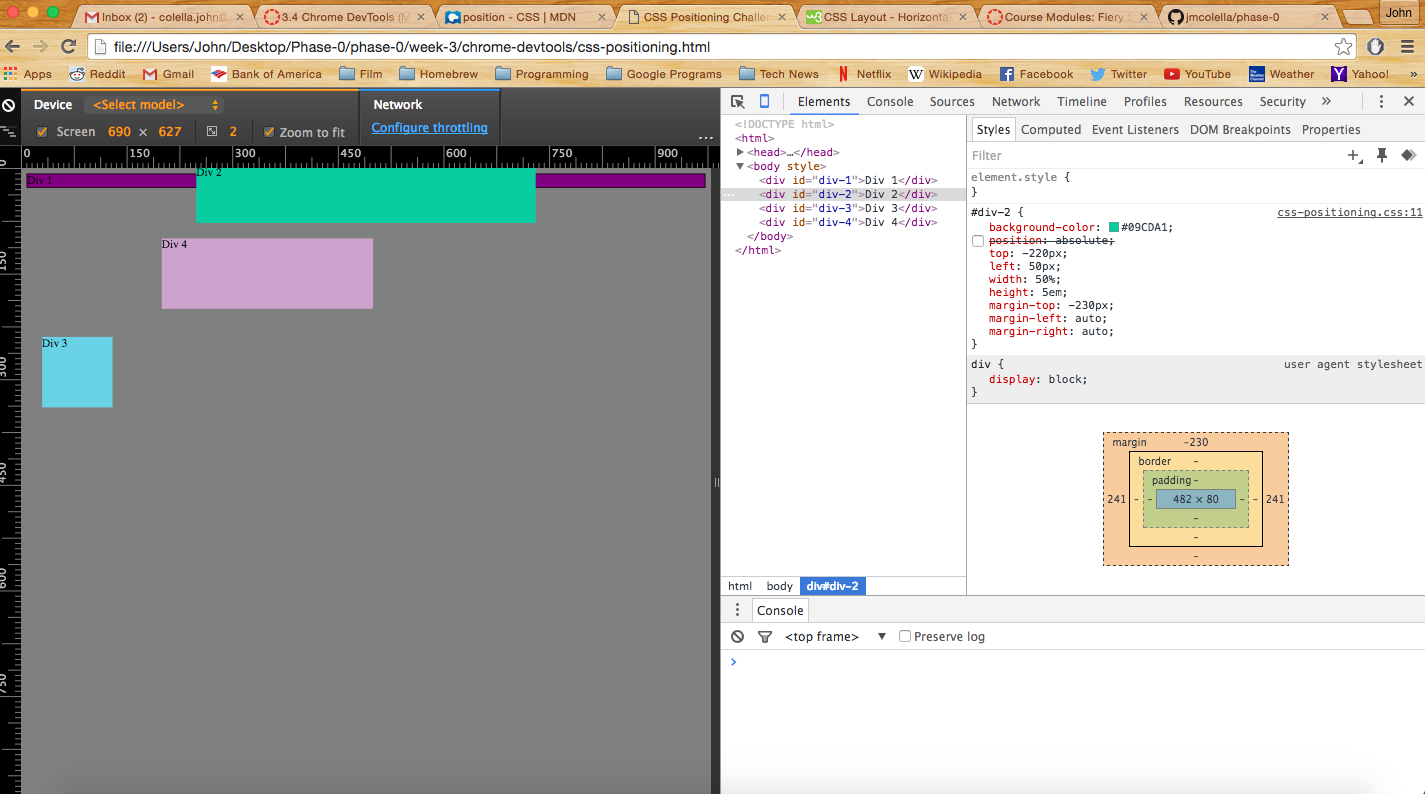 Inbox (2) - colella.john@ 3.4 Chrome DevTools (M position - CSS | MDN CSS Positioning Challen CSS Layout - Horizonta Course Modules: Fiery S jmcolella/phase-0 John
file:///Users/John/Desktop/Phase-0/phase-0/week-3/chrome-devtools/css-positioning.html
Apps Reddit Gmail Bank of America Film Homebrew Programming Google Programs Tech News Netflix Wikipedia Facebook Twitter YouTube Weather Yahoo! »
Device <Select model> Network
Screen 690 × 627 2 Zoom to fit Configure throttling ...
0 150 300 450 600 750 900
0
150
300
450
600
750
Div 1
Div 2
Div 4
Div 3
Elements Console Sources Network Timeline Profiles Resources Security »
<!DOCTYPE html>
<html>
<head>…</head>
<body style>
<div id="div-1">Div 1</div>
… <div id="div-2">Div 2</div>
<div id="div-3">Div 3</div>
<div id="div-4">Div 4</div>
</body>
</html>
html body div#div-2
Styles Computed Event Listeners DOM Breakpoints Properties
Filter
element.style {
}
#div-2 { css-positioning.css:11
background-color: #09CDA1;
position: absolute;
top: -220px;
left: 50px;
width: 50%;
height: 5em;
margin-top: -230px;
margin-left: auto;
margin-right: auto;
}
div { user agent stylesheet
display: block;
}
margin -230
border -
padding -
241 - - 482 × 80 - - 241
-
-
-
Console
<top frame> ▼ Preserve log
>